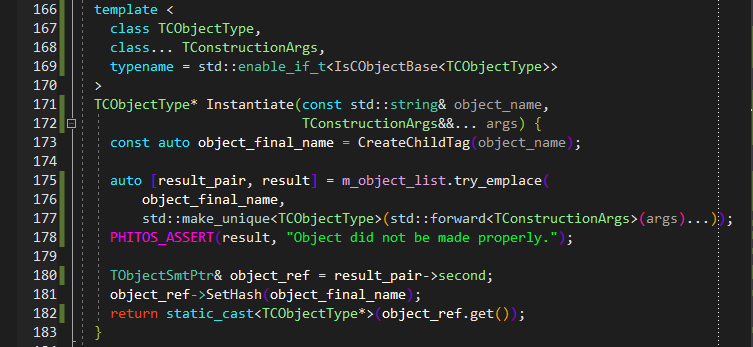 166 template <
167   class TCObjectType,
168   class... TConstructionArgs,
169   typename = std::enable_if_t<IsCObjectBase<TCObjectType>>
170 >
171 TCObjectType* Instantiate(const std::string& object_name,
172                           TConstructionArgs&&... args) {
173   const auto object_final_name = CreateChildTag(object_name);
174
175   auto [result_pair, result] = m_object_list.try_emplace(
176       object_final_name,
177       std::make_unique<TCObjectType>(std::forward<TConstructionArgs>(args)...));
178   PHITOS_ASSERT(result, "Object did not be made properly.");
179
180   TObjectSmtPtr& object_ref = result_pair->second;
181   object_ref->SetHash(object_final_name);
182   return static_cast<TCObjectType*>(object_ref.get());
183 }